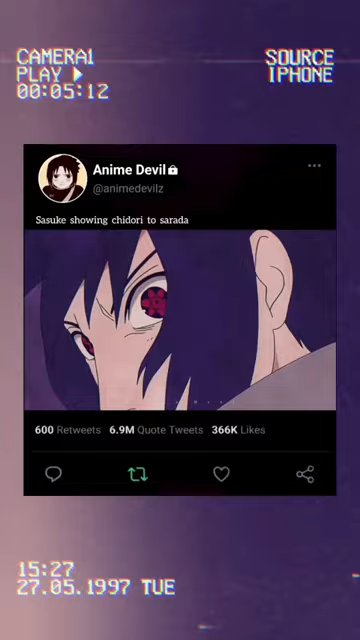 CAMERA1
PLAY
00:05:12
SOURCE
IPHONE
Anime Devil
@animedevilz
Sasuke showing chidori to sarada
600 Retweets 6.9M Quote Tweets 366K Likes
15:27
27.05.1997 TUE